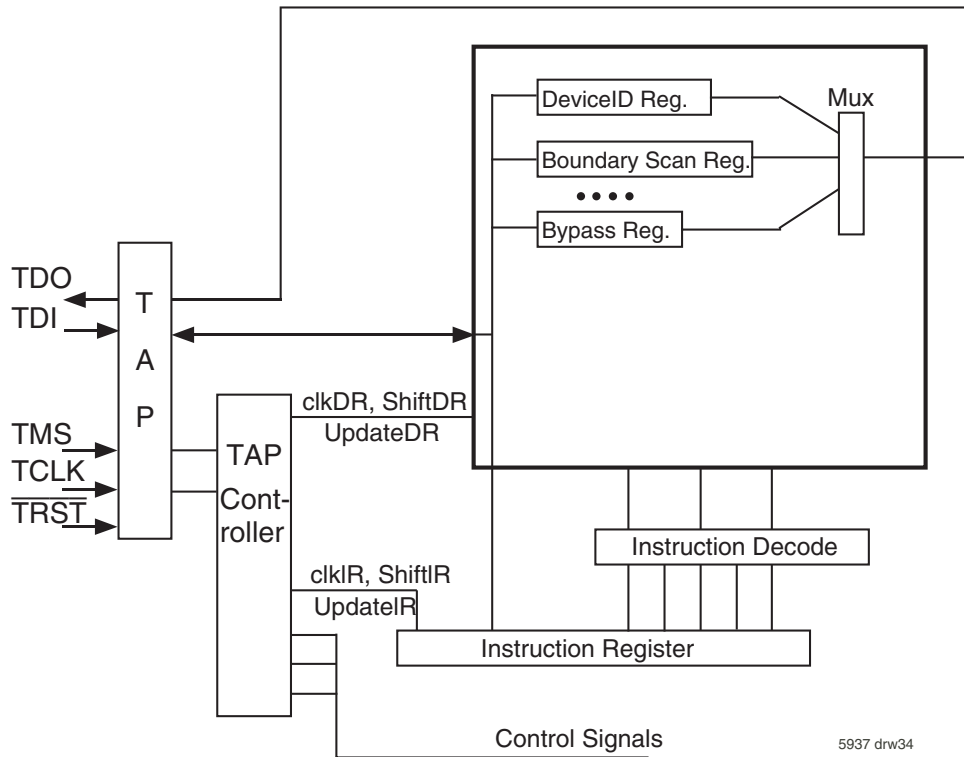 DeviceID Reg.
Mux
Boundary Scan Reg.
Bypass Reg.
TDO
TDI
T
A
P
TMS
TCLK
TRST
TAP
Cont-
roller
clkDR, ShiftDR
UpdateDR
Instruction Decode
clklR, ShiftIR
UpdateIR
Instruction Register
Control Signals
5937 drw34